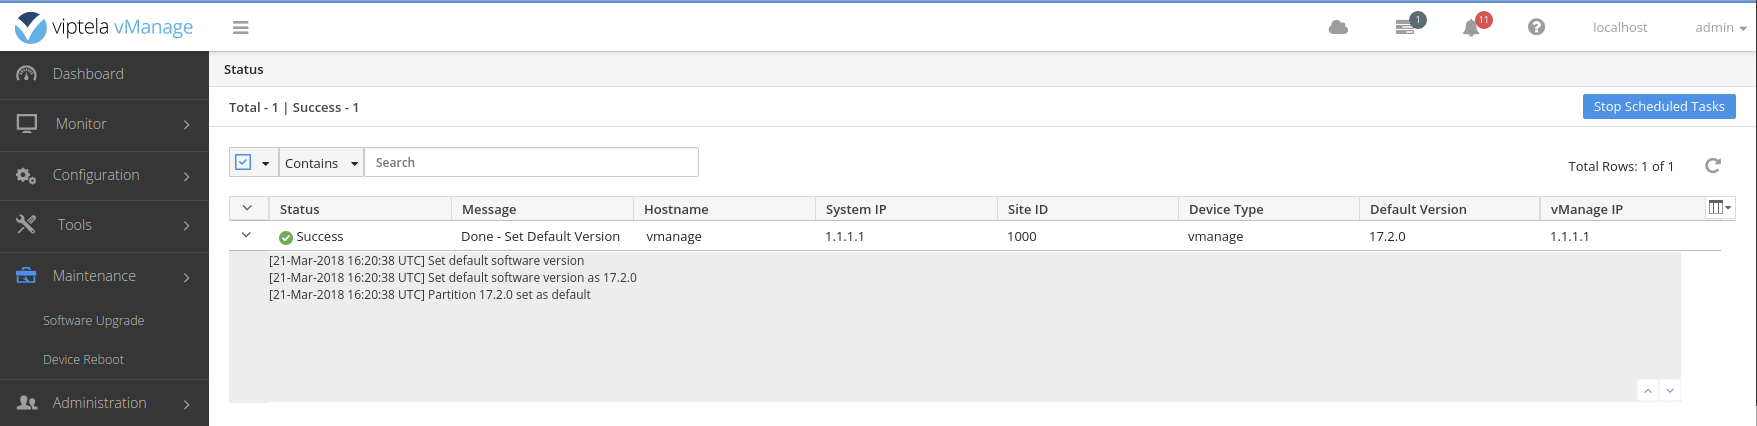 viptela vManage
1
11
localhost
admin
Dashboard
Monitor
Configuration
Tools
Maintenance
Software Upgrade
Device Reboot
Administration
Status
Total - 1 | Success - 1
Stop Scheduled Tasks
Contains
Search
Total Rows: 1 of 1
Status Message Hostname System IP Site ID Device Type Default Version vManage IP
Success Done - Set Default Version vmanage 1.1.1.1 1000 vmanage 17.2.0 1.1.1.1
[21-Mar-2018 16:20:38 UTC] Set default software version
[21-Mar-2018 16:20:38 UTC] Set default software version as 17.2.0
[21-Mar-2018 16:20:38 UTC] Partition 17.2.0 set as default